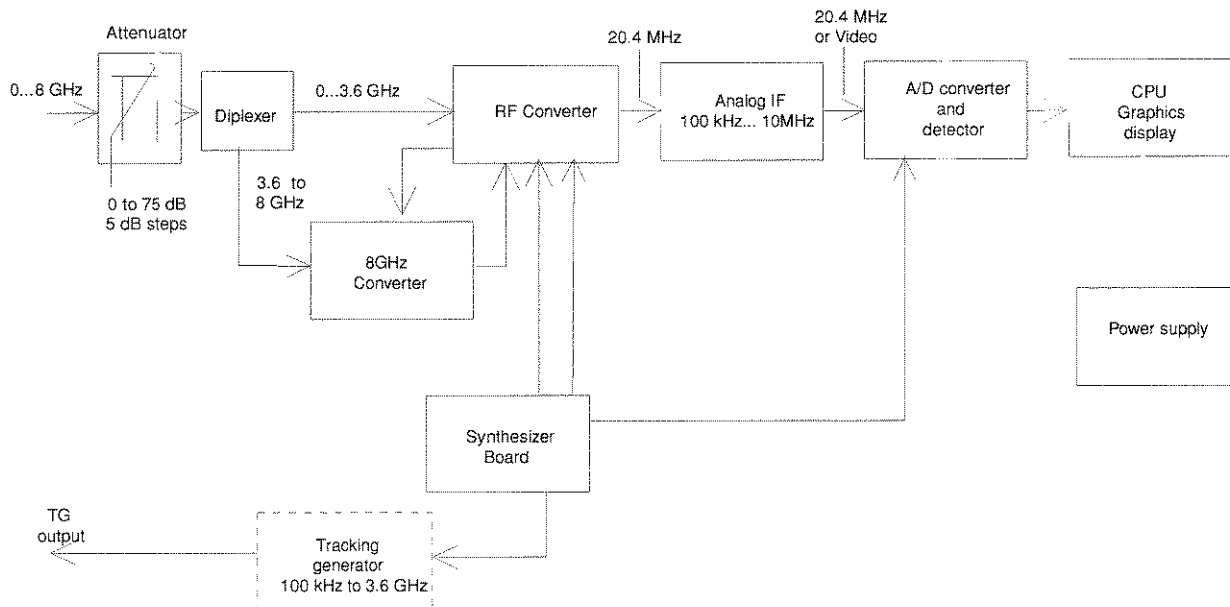 Attenuator
0...8 GHz
0 to 75 dB
5 dB steps
Diplexer
0...3.6 GHz
3.6 to
8 GHz
8GHz
Converter
RF Converter
20.4 MHz
Analog IF
100 kHz... 10MHz
20.4 MHz
or Video
A/D converter
and
detector
CPU
Graphics
display
Power supply
Synthesizer
Board
Tracking
generator
100 kHz to 3.6 GHz
TG
output